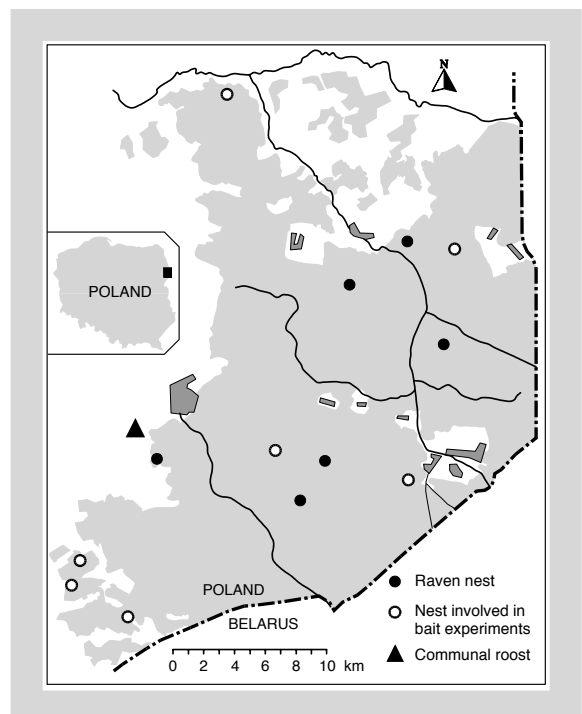 N
POLAND
POLAND
BELARUS
Raven nest
Nest involved in
bait experiments
Communal roost
0 2 4 6 8 10 km